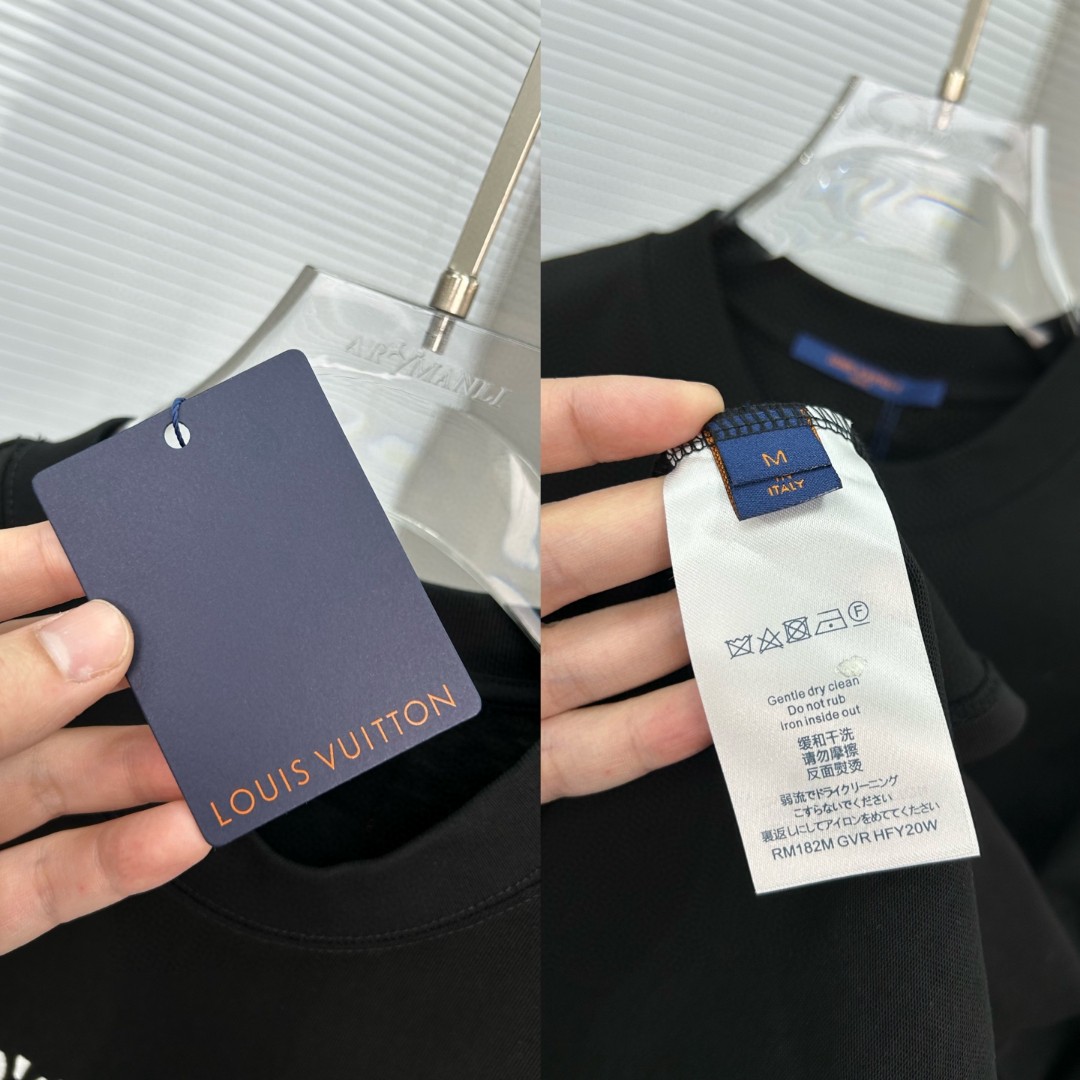 LOUIS VUITTON
M
ITALY
Gentle dry clean
Do not rub
iron inside out
缓和干洗
请勿摩擦
反面熨烫
弱流でドライクリーニング
こすらないでください
裏返しにしてアイロンをめててください
RM182M GVR HFY20W
F